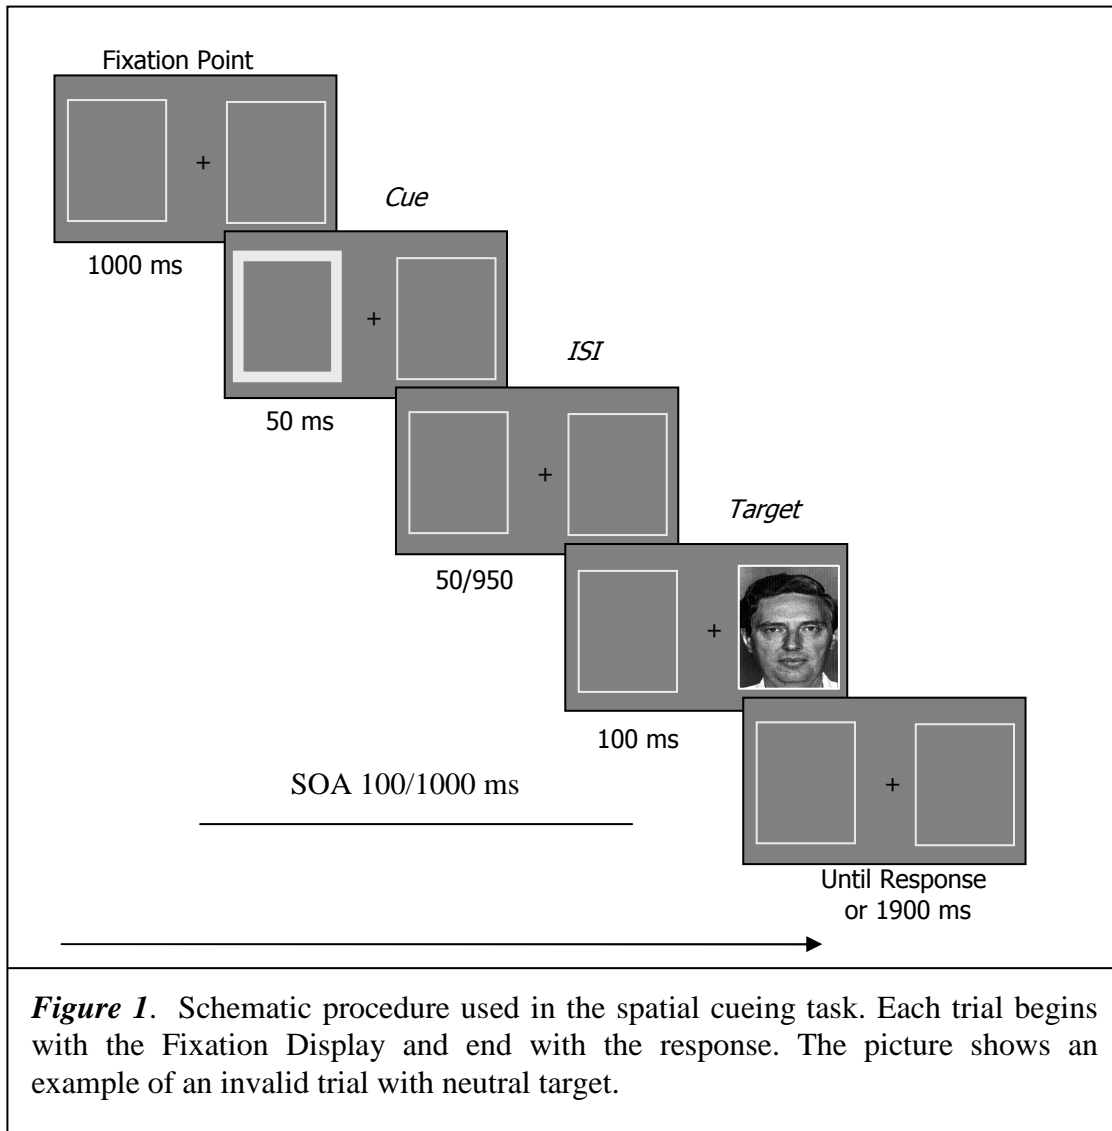 Fixation Point
+
Cue
1000 ms
+
ISI
50 ms
+
Target
50/950
+
100 ms
SOA 100/1000 ms
+
Until Response
or 1900 ms
Figure 1. Schematic procedure used in the spatial cueing task. Each trial begins
with the Fixation Display and end with the response. The picture shows an
example of an invalid trial with neutral target.